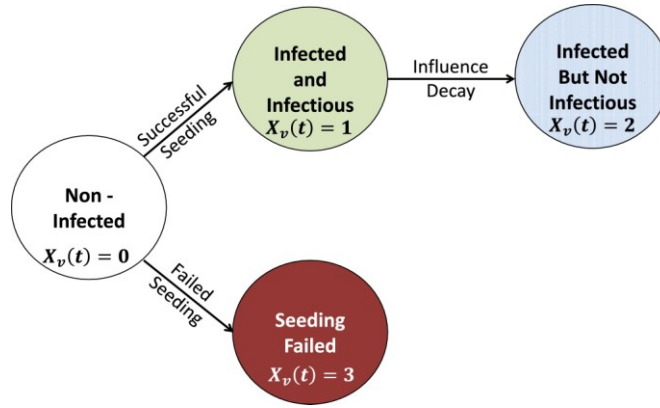 Non -
Infected
X_v(t) = 0
Successful
Seeding
Infected
and
Infectious
X_v(t) = 1
Influence
Decay
Infected
But Not
Infectious
X_v(t) = 2
Failed
Seeding
Seeding
Failed
X_v(t) = 3